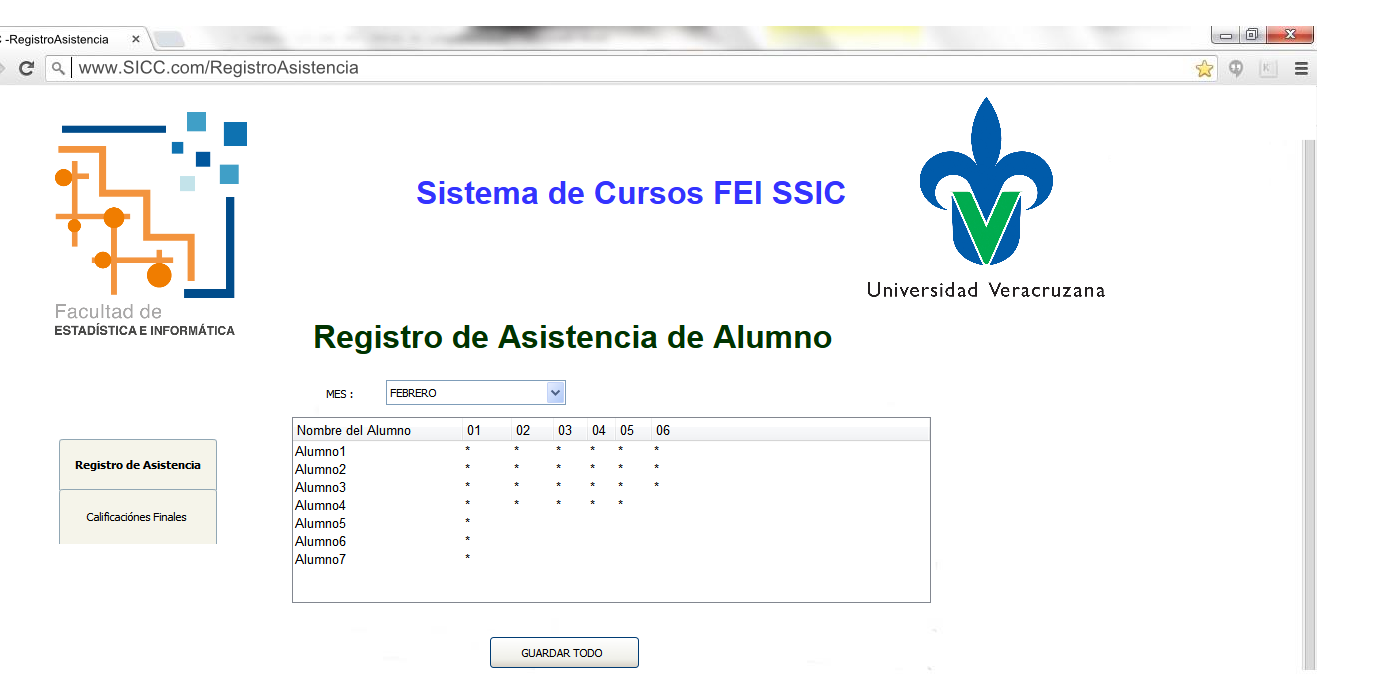 -RegistroAsistencia ×
www.SICC.com/RegistroAsistencia
Sistema de Cursos FEI SSIC
Universidad Veracruzana
Facultad de
ESTADÍSTICA E INFORMÁTICA
Registro de Asistencia de Alumno
MES : FEBRERO
Nombre del Alumno 01 02 03 04 05 06
Alumno1 * * * * * *
Alumno2 * * * * * *
Alumno3 * * * * * *
Alumno4 * * * * *
Alumno5 *
Alumno6 *
Alumno7 *
Registro de Asistencia
Calificaciónes Finales
GUARDAR TODO